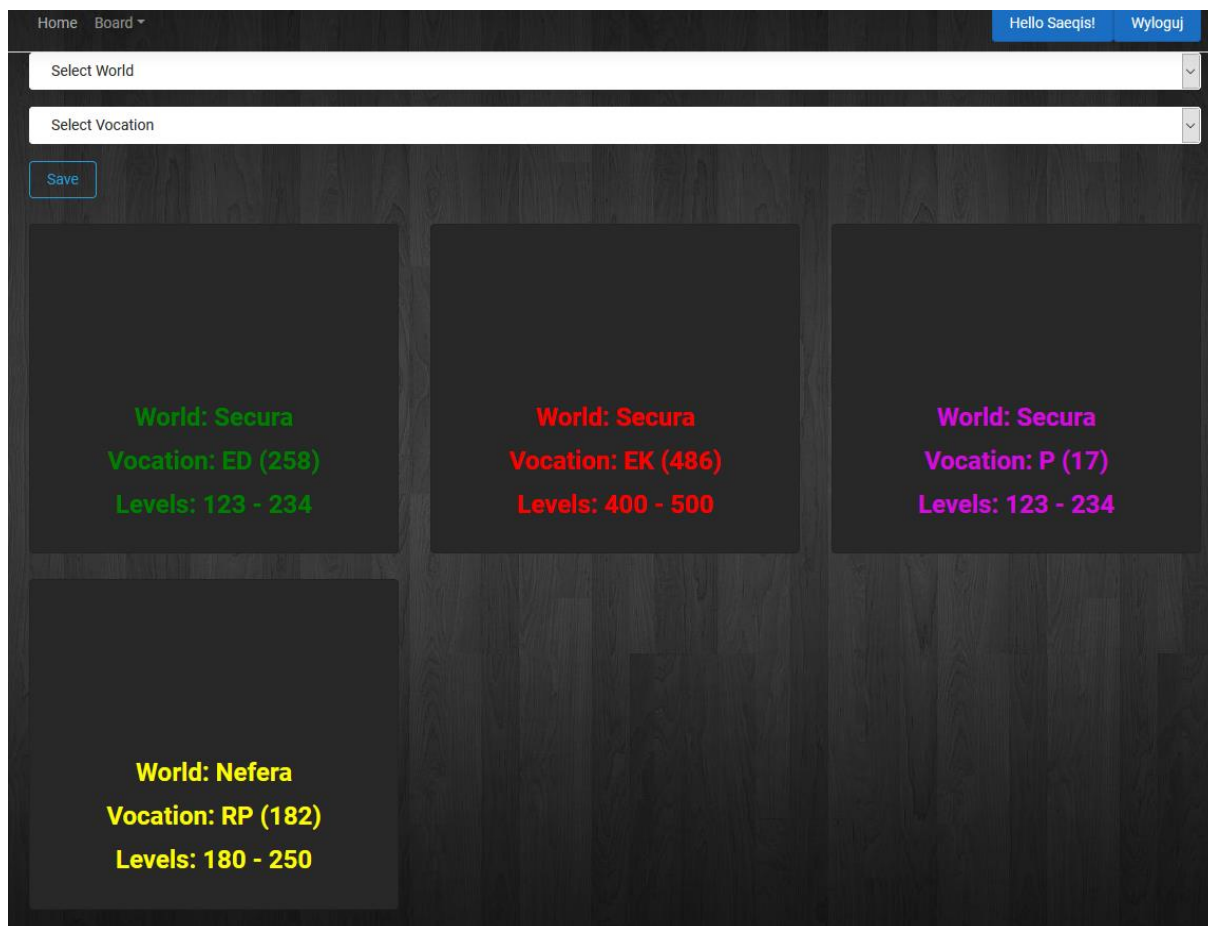 Home Board Hello Saeqis! Wyloguj
Select World
Select Vocation
Save
World: Secura
Vocation: ED (258)
Levels: 123 - 234
World: Secura
Vocation: EK (486)
Levels: 400 - 500
World: Secura
Vocation: P (17)
Levels: 123 - 234
World: Nefera
Vocation: RP (182)
Levels: 180 - 250